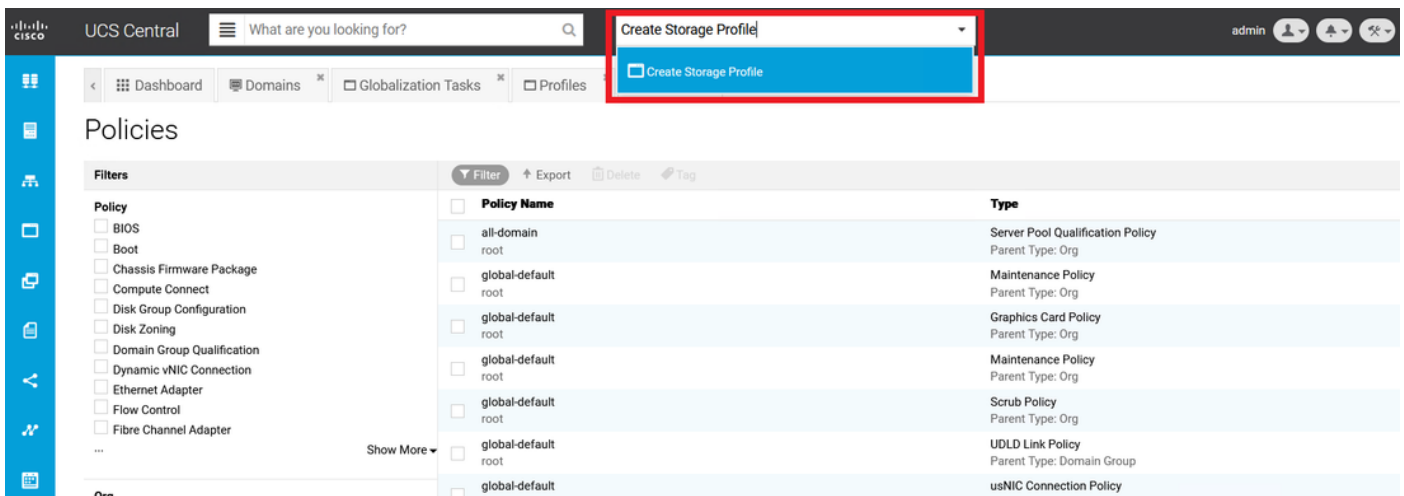 cisco UCS Central What are you looking for? Create Storage Profile admin
Create Storage Profile
Dashboard Domains Globalization Tasks Profiles
Policies
Filters
Policy
BIOS
Boot
Chassis Firmware Package
Compute Connect
Disk Group Configuration
Disk Zoning
Domain Group Qualification
Dynamic vNIC Connection
Ethernet Adapter
Flow Control
Fibre Channel Adapter
... Show More
Org
Filter Export Delete Tag
Policy Name Type
all-domain Server Pool Qualification Policy
root Parent Type: Org
global-default Maintenance Policy
root Parent Type: Org
global-default Graphics Card Policy
root Parent Type: Org
global-default Maintenance Policy
root Parent Type: Org
global-default Scrub Policy
root Parent Type: Org
global-default UDLD Link Policy
root Parent Type: Domain Group
global-default usNIC Connection Policy